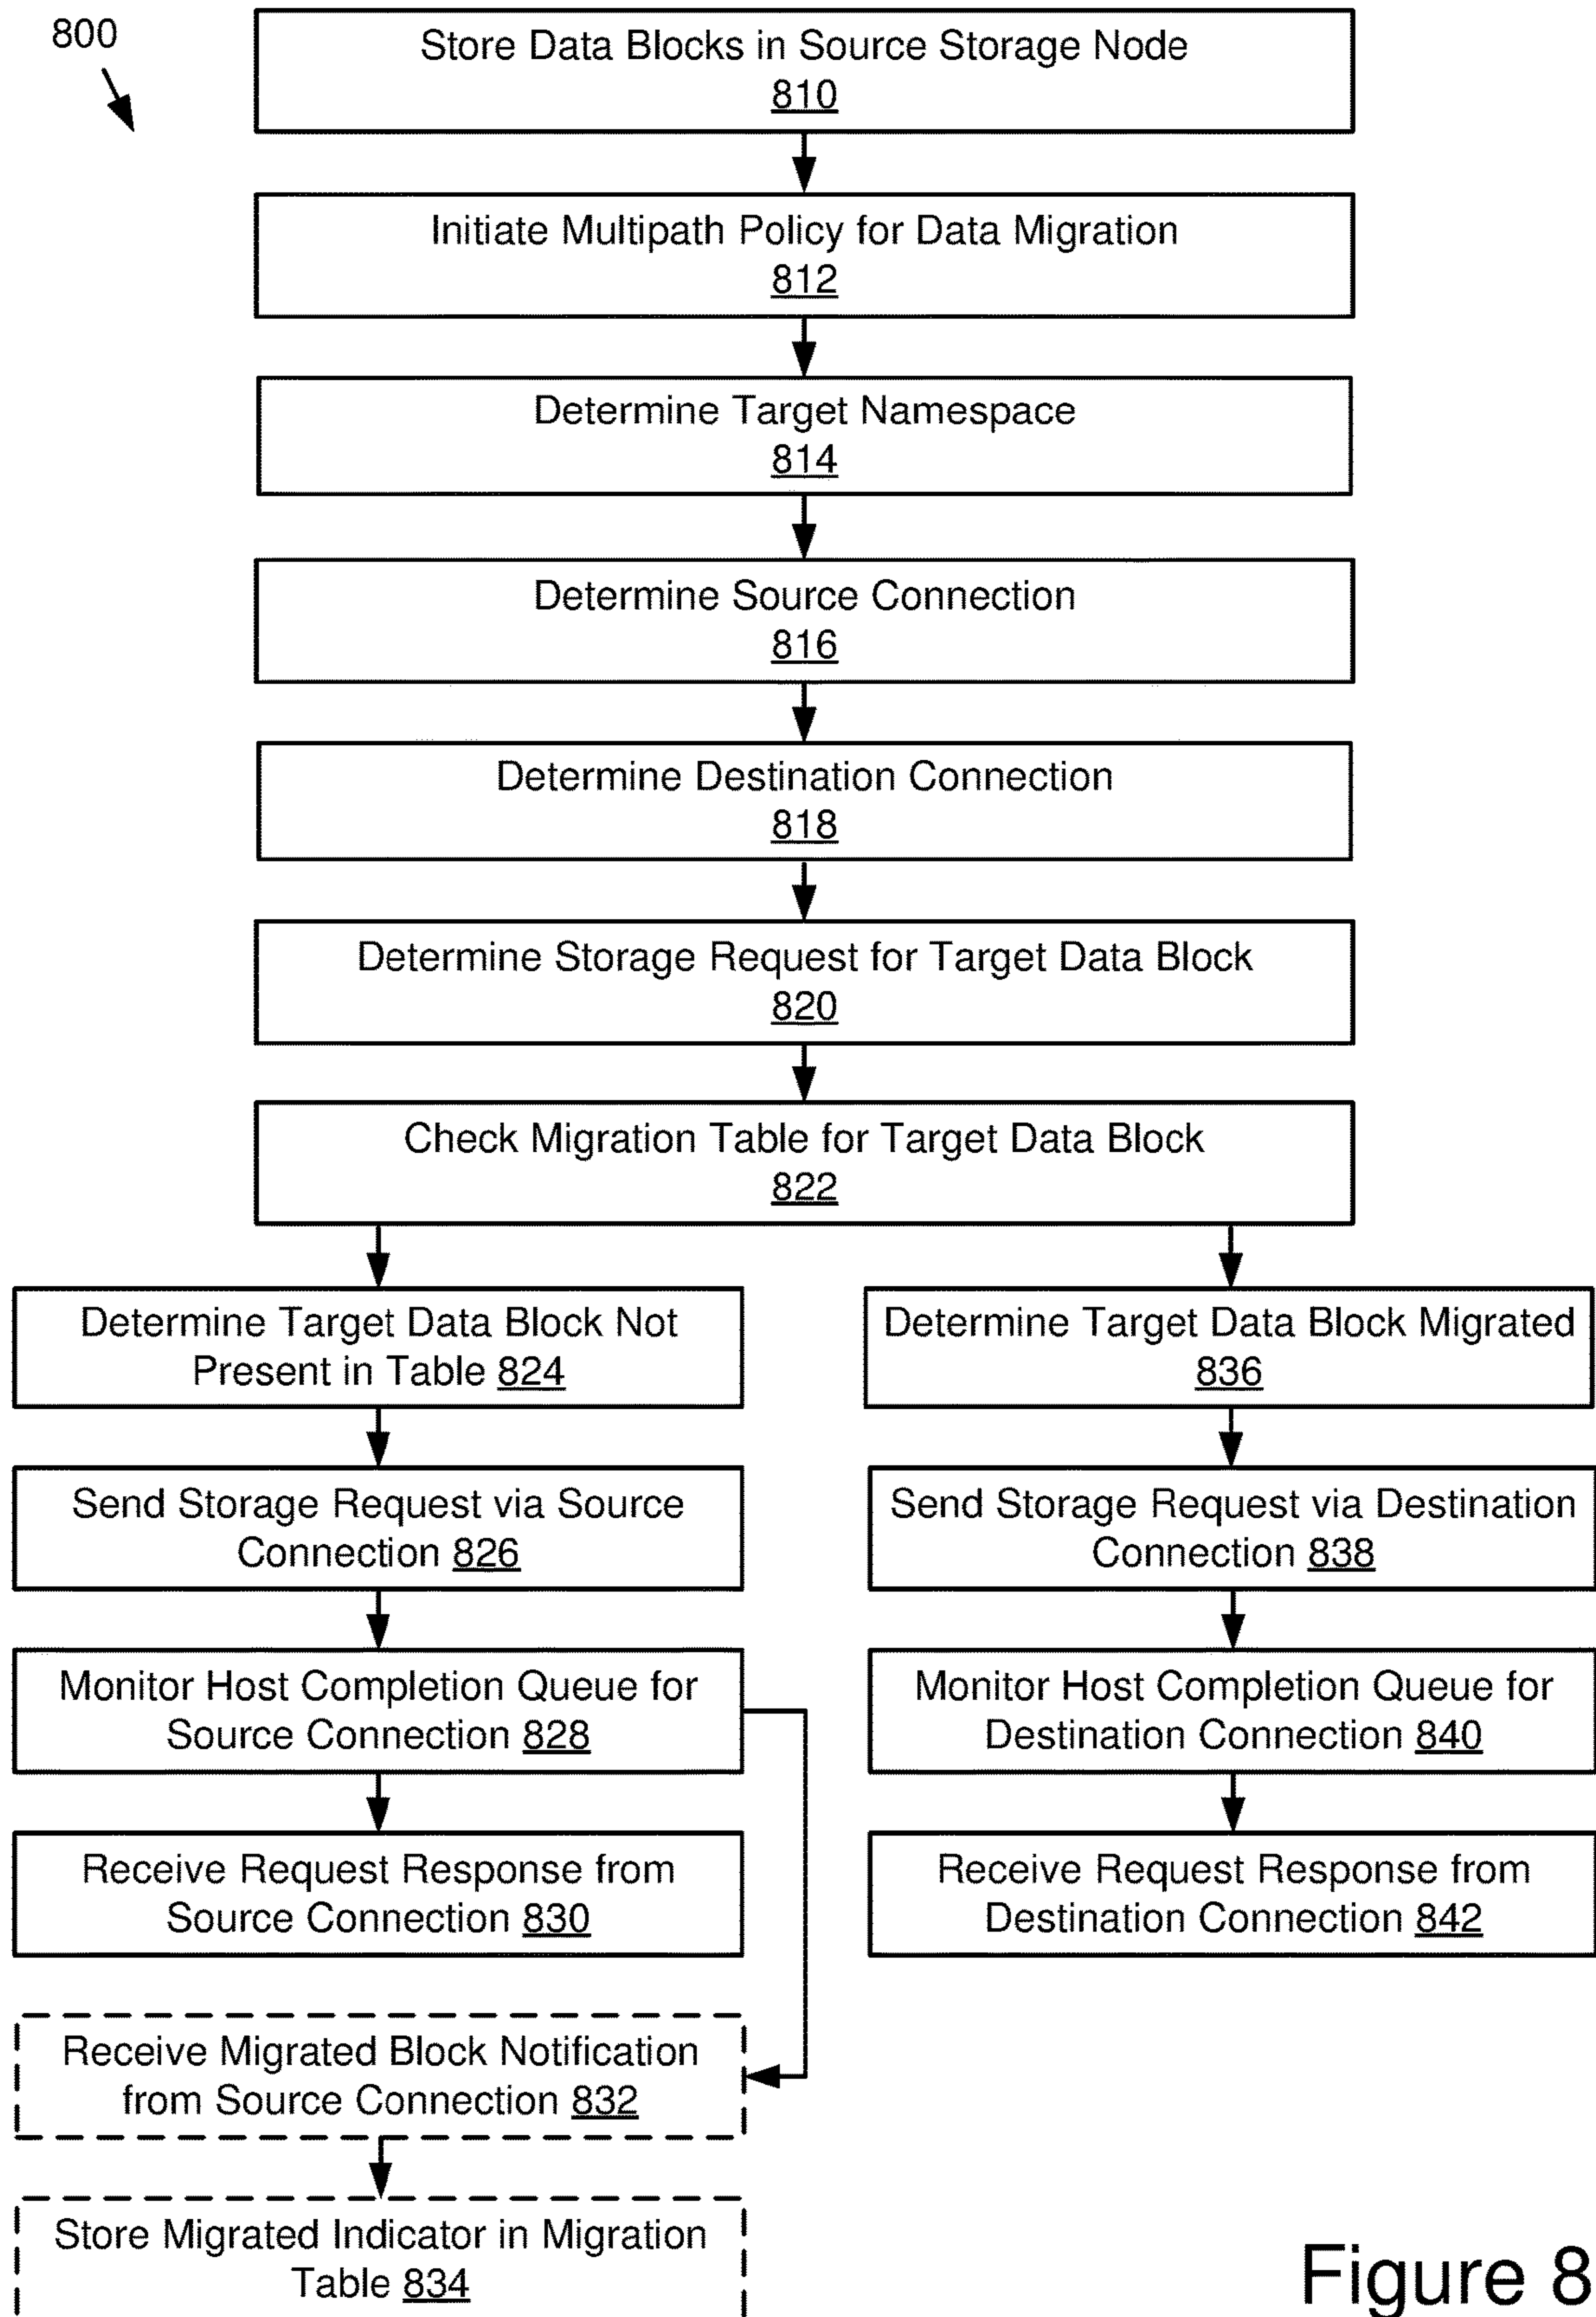 800
Store Data Blocks in Source Storage Node
810
Initiate Multipath Policy for Data Migration
812
Determine Target Namespace
814
Determine Source Connection
816
Determine Destination Connection
818
Determine Storage Request for Target Data Block
820
Check Migration Table for Target Data Block
822
Determine Target Data Block Not
Present in Table 824
Send Storage Request via Source
Connection 826
Monitor Host Completion Queue for
Source Connection 828
Receive Request Response from
Source Connection 830
Receive Migrated Block Notification
from Source Connection 832
Store Migrated Indicator in Migration
Table 834
Determine Target Data Block Migrated
836
Send Storage Request via Destination
Connection 838
Monitor Host Completion Queue for
Destination Connection 840
Receive Request Response from
Destination Connection 842
Figure 8